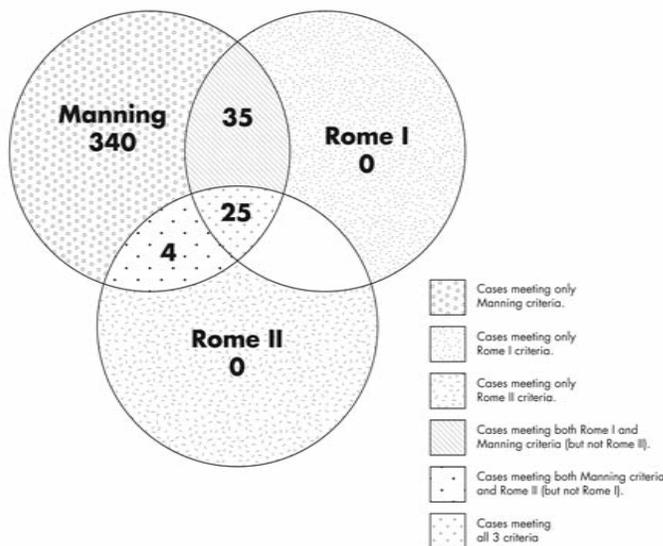 Manning
340
35
Rome I
0
25
4
Rome II
0
Cases meeting only
Manning criteria.
Cases meeting only
Rome I criteria.
Cases meeting only
Rome II criteria.
Cases meeting both Rome I and
Manning criteria (but not Rome II).
Cases meeting both Manning criteria
and Rome II (but not Rome I).
Cases meeting
all 3 criteria